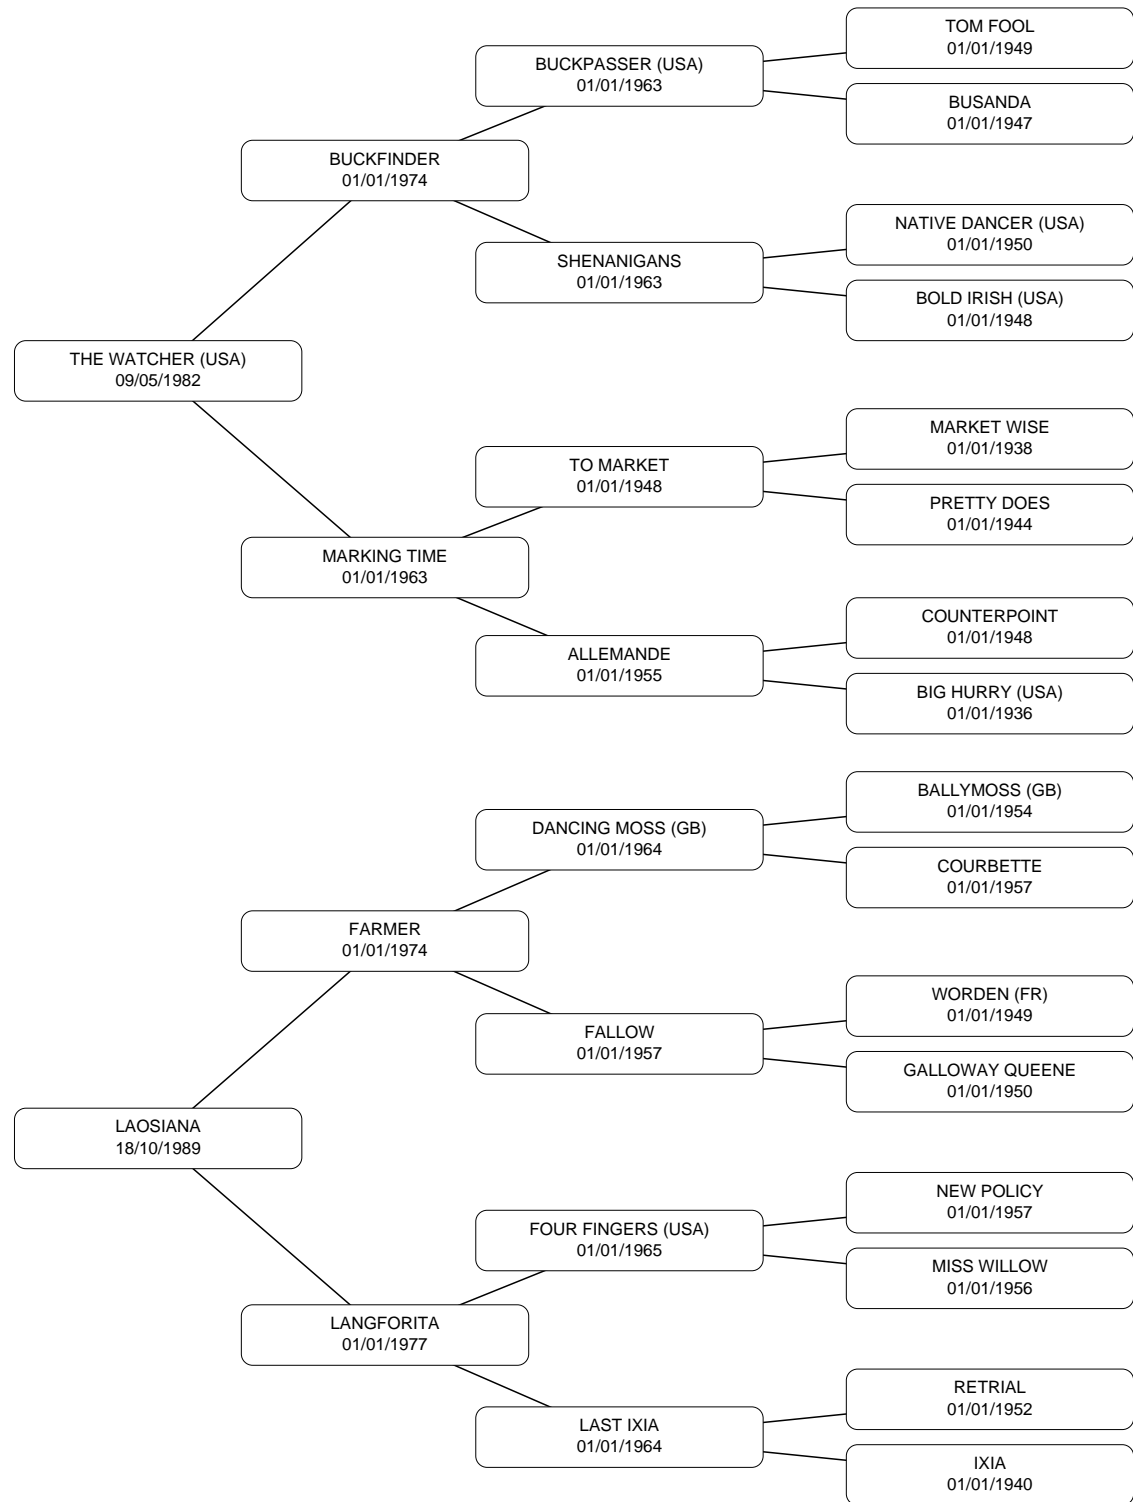 TOM FOOL
01/01/1949
BUCKPASSER (USA)
01/01/1963
BUSANDA
01/01/1947
BUCKFINDER
01/01/1974
NATIVE DANCER (USA)
01/01/1950
SHENANIGANS
01/01/1963
BOLD IRISH (USA)
01/01/1948
THE WATCHER (USA)
09/05/1982
MARKET WISE
01/01/1938
TO MARKET
01/01/1948
PRETTY DOES
01/01/1944
MARKING TIME
01/01/1963
COUNTERPOINT
01/01/1948
ALLEMANDE
01/01/1955
BIG HURRY (USA)
01/01/1936
BALLYMOSS (GB)
01/01/1954
DANCING MOSS (GB)
01/01/1964
COURBETTE
01/01/1957
FARMER
01/01/1974
WORDEN (FR)
01/01/1949
FALLOW
01/01/1957
GALLOWAY QUEENE
01/01/1950
LAOSIANA
18/10/1989
NEW POLICY
01/01/1957
FOUR FINGERS (USA)
01/01/1965
MISS WILLOW
01/01/1956
LANGFORITA
01/01/1977
RETRIAL
01/01/1952
LAST IXIA
01/01/1964
IXIA
01/01/1940